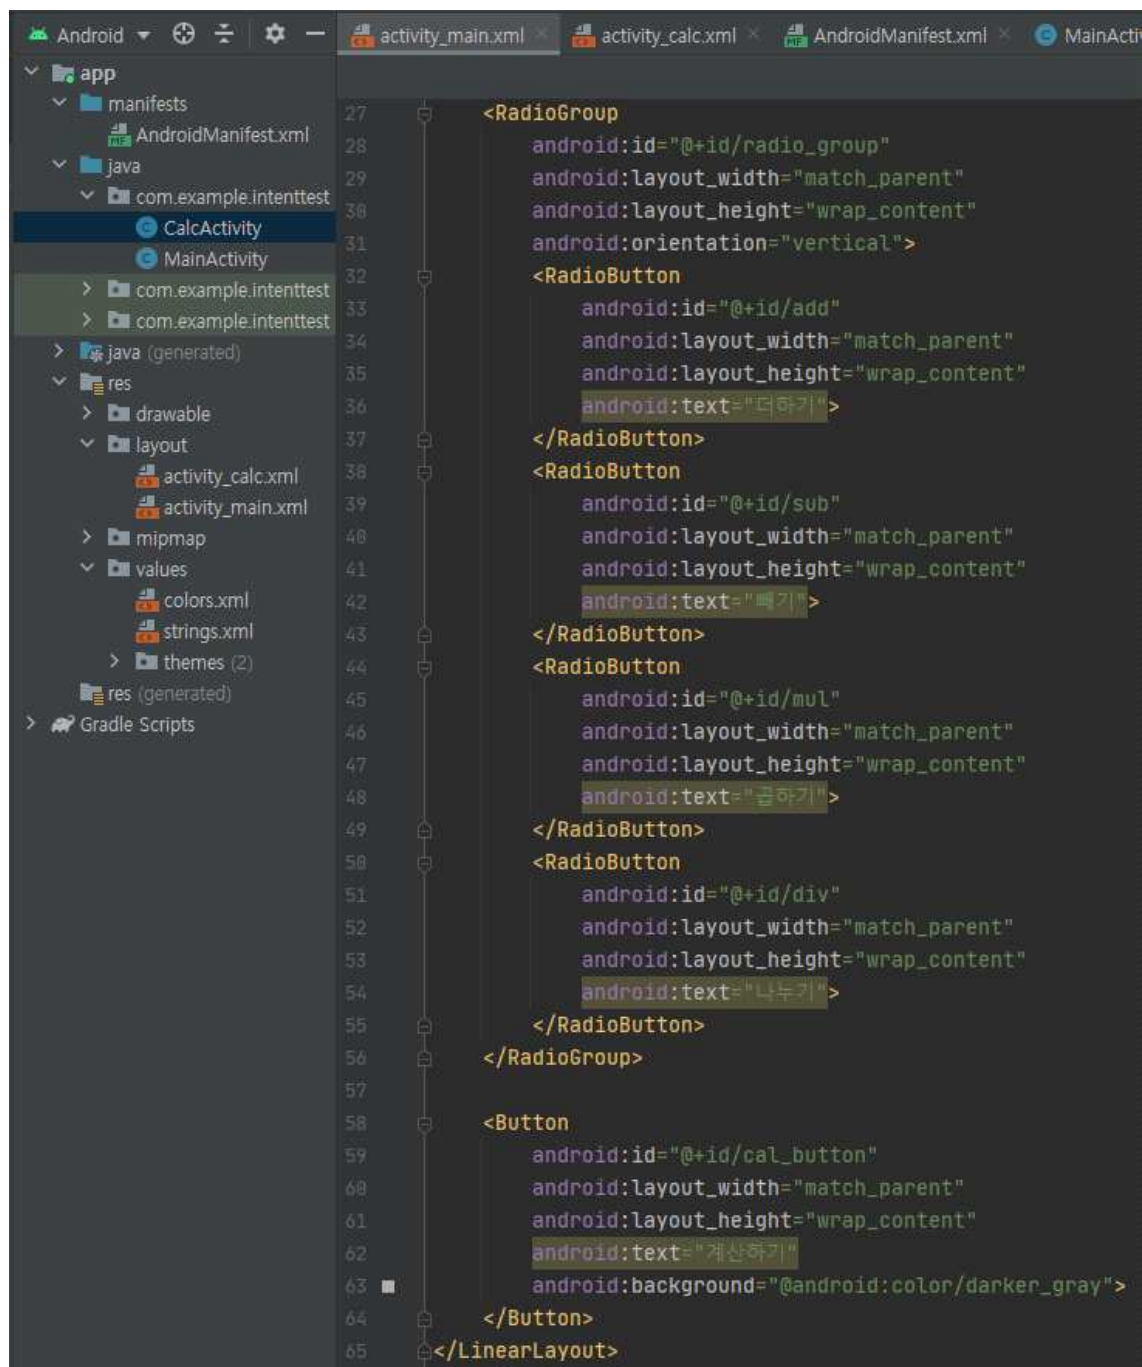 Android
activity_main.xml
activity_calc.xml
AndroidManifest.xml
app
manifests
AndroidManifest.xml
java
com.example.intenttest
CalcActivity
MainActivity
com.example.intenttest
com.example.intenttest
java (generated)
res
drawable
layout
activity_calc.xml
activity_main.xml
mipmap
values
colors.xml
strings.xml
themes (2)
res (generated)
Gradle Scripts
27 <RadioGroup
28 android:id="@+id/radio_group"
29 android:layout_width="match_parent"
30 android:layout_height="wrap_content"
31 android:orientation="vertical">
32 <RadioButton
33 android:id="@+id/add"
34 android:layout_width="match_parent"
35 android:layout_height="wrap_content"
36 android:text="더하기">
37 </RadioButton>
38 <RadioButton
39 android:id="@+id/sub"
40 android:layout_width="match_parent"
41 android:layout_height="wrap_content"
42 android:text="빼기">
43 </RadioButton>
44 <RadioButton
45 android:id="@+id/mul"
46 android:layout_width="match_parent"
47 android:layout_height="wrap_content"
48 android:text="곱하기">
49 </RadioButton>
50 <RadioButton
51 android:id="@+id/div"
52 android:layout_width="match_parent"
53 android:layout_height="wrap_content"
54 android:text="나누기">
55 </RadioButton>
56 </RadioGroup>
57
58 <Button
59 android:id="@+id/cal_button"
60 android:layout_width="match_parent"
61 android:layout_height="wrap_content"
62 android:text="계산하기"
63 android:background="@android:color/darker_gray">
64 </Button>
65 </LinearLayout>